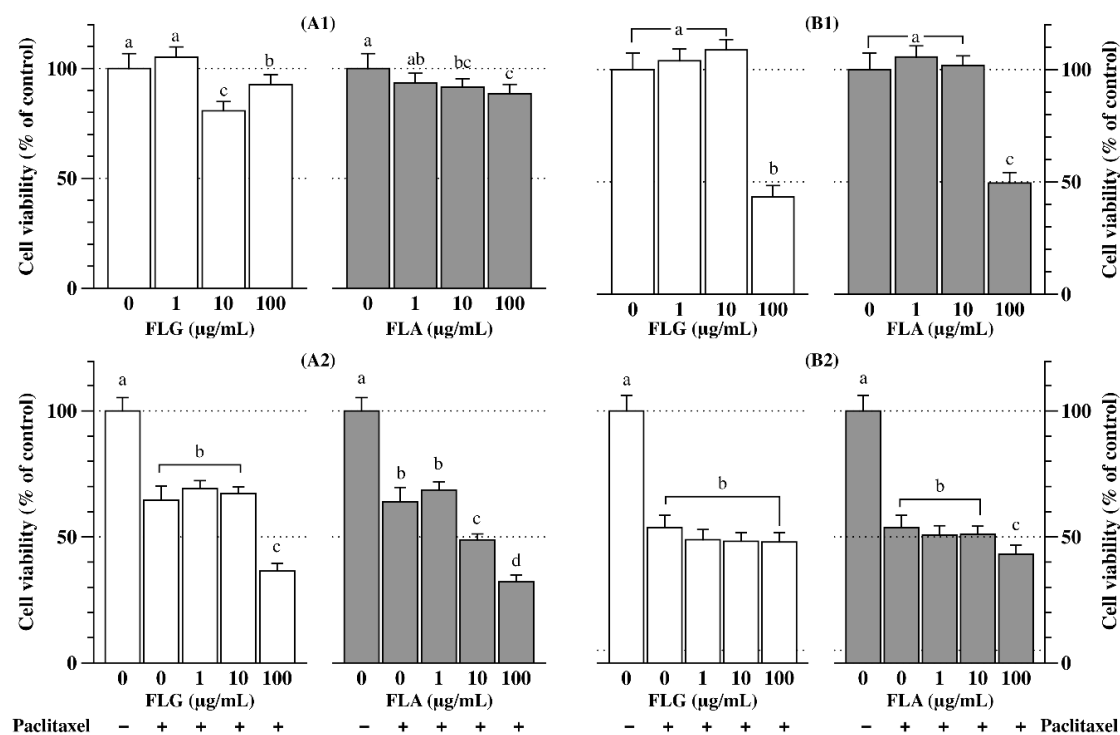 (A1) (B1)
Cell viability (% of control)
100
50
0
a a b c
a ab bc c
a b
a c
100
50
0
Cell viability (% of control)
0 1 10 100 0 1 10 100 0 1 10 100 0 1 10 100
FLG (µg/mL) FLA (µg/mL) FLG (µg/mL) FLA (µg/mL)
(A2) (B2)
Cell viability (% of control)
100
50
0
a b c
a b b c d
a b
a b c
100
50
0
Cell viability (% of control)
0 0 1 10 100 0 0 1 10 100 0 0 1 10 100 0 0 1 10 100
FLG (µg/mL) FLA (µg/mL) FLG (µg/mL) FLA (µg/mL)
Paclitaxel − + + + + − + + + + − + + + + − + + + + Paclitaxel